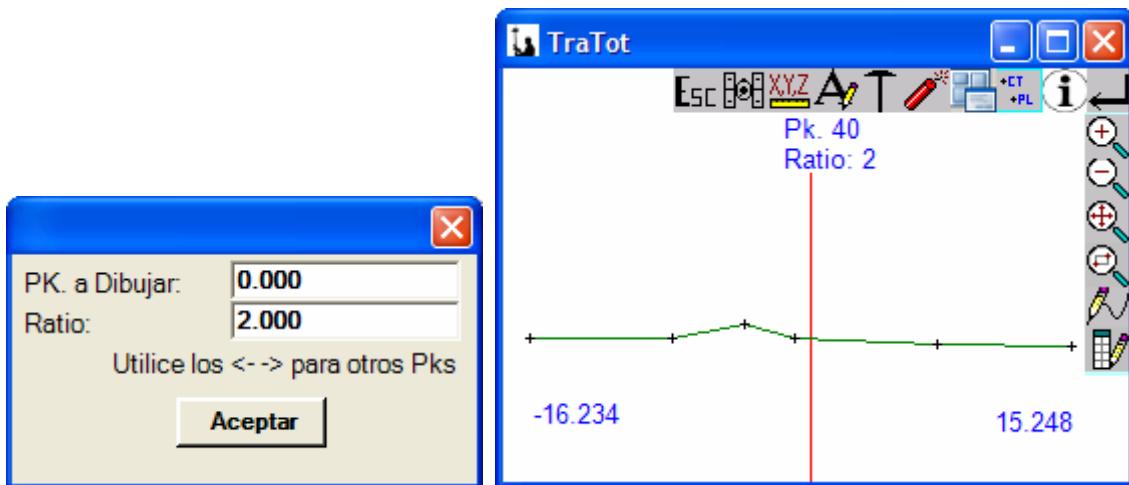 PK. a Dibujar:
0.000
Ratio:
2.000
Utilice los <--> para otros Pks
Aceptar
TraTot
Esc
X,Y,Z
+CT
+PL
Pk. 40
Ratio: 2
-16.234
15.248